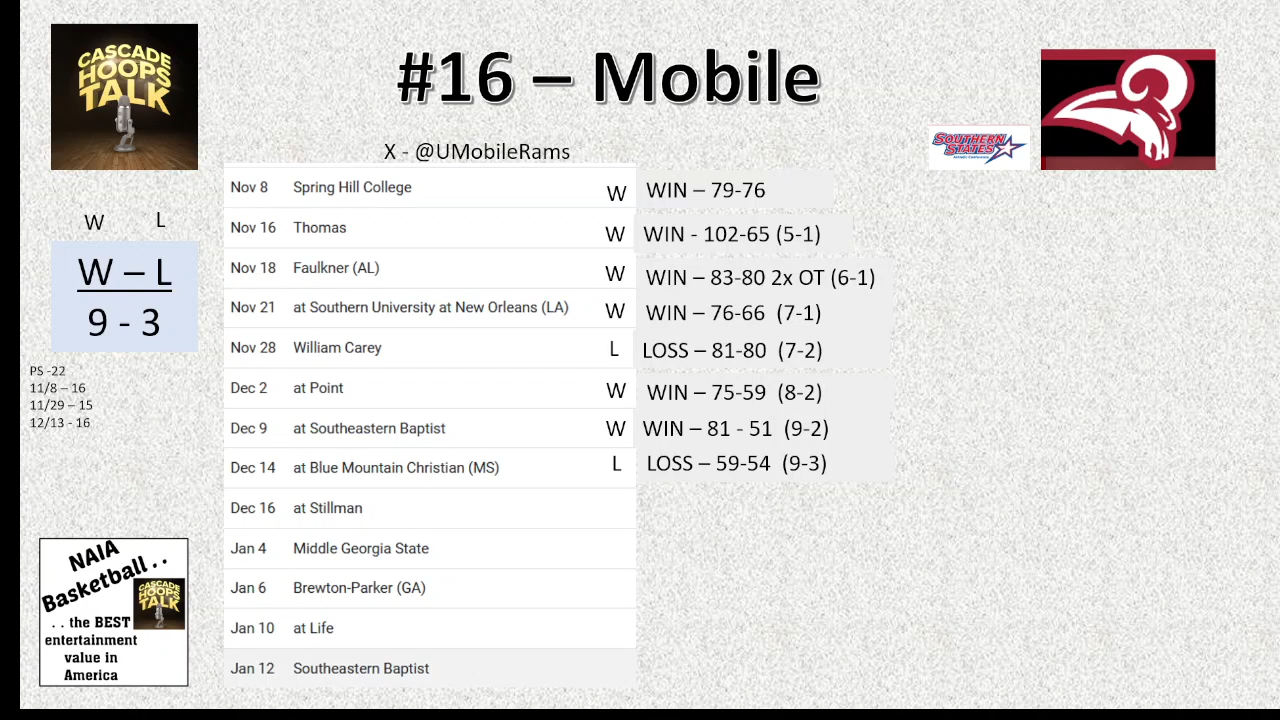 CASCADE
HOOPS
TALK
#16 – Mobile
SOUTHERN
STATES
Athletic Conference
X - @UMobileRams
W L
W – L
9 - 3
PS -22
11/8 – 16
11/29 – 15
12/13 - 16
Nov 8 Spring Hill College W WIN – 79-76
Nov 16 Thomas W WIN - 102-65 (5-1)
Nov 18 Faulkner (AL) W WIN – 83-80 2x OT (6-1)
Nov 21 at Southern University at New Orleans (LA) W WIN – 76-66 (7-1)
Nov 28 William Carey L LOSS – 81-80 (7-2)
Dec 2 at Point W WIN – 75-59 (8-2)
Dec 9 at Southeastern Baptist W WIN – 81 - 51 (9-2)
Dec 14 at Blue Mountain Christian (MS) L LOSS – 59-54 (9-3)
Dec 16 at Stillman
Jan 4 Middle Georgia State
Jan 6 Brewton-Parker (GA)
Jan 10 at Life
Jan 12 Southeastern Baptist
NAIA
Basketball . .
CASCADE
HOOPS
TALK
. . the BEST
entertainment
value in
America